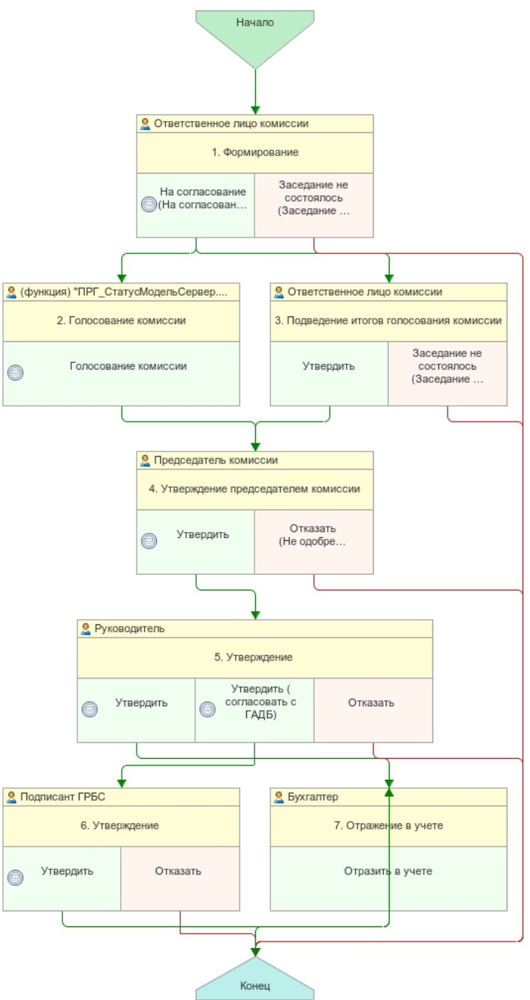 Начало
Ответственное лицо комиссии
1. Формирование
На согласование
(На согласован...
Заседание не
состоялось
(Заседание ...
(функция) "ПРГ_СтатусМодельСервер....
2. Голосование комиссии
Голосование комиссии
Ответственное лицо комиссии
3. Подведение итогов голосования комиссии
Утвердить
Заседание не
состоялось
(Заседание ...
Председатель комиссии
4. Утверждение председателем комиссии
Утвердить
Отказать
(Не одобре...
Руководитель
5. Утверждение
Утвердить
Утвердить (
согласовать с
ГАДБ)
Отказать
Подписант ГРБС
6. Утверждение
Утвердить
Отказать
Бухгалтер
7. Отражение в учете
Отразить в учете
Конец